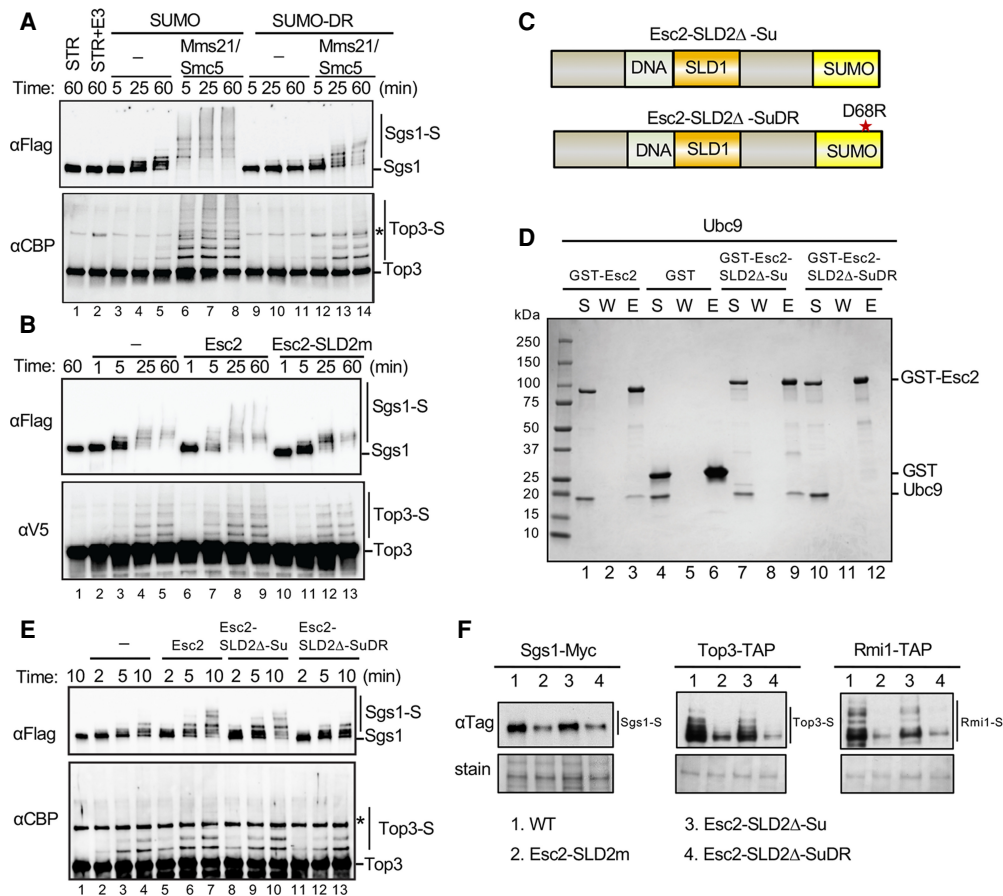 A
SUMO
SUMO-DR
STR
STR+E3
–
Mms21/
Smc5
–
Mms21/
Smc5
Time: 60 60 5 25 60 5 25 60 5 25 60 5 25 60 (min)
αFlag
Sgs1-S
Sgs1
αCBP
* Top3-S
Top3
1 2 3 4 5 6 7 8 9 10 11 12 13 14
B
– Esc2 Esc2-SLD2m
Time: 60 1 5 25 60 1 5 25 60 1 5 25 60 (min)
αFlag
Sgs1-S
Sgs1
αV5
Top3-S
Top3
1 2 3 4 5 6 7 8 9 10 11 12 13
C
Esc2-SLD2Δ -Su
DNA SLD1 SUMO
Esc2-SLD2Δ -SuDR
D68R
DNA SLD1 SUMO
D
Ubc9
GST-Esc2
GST
GST-Esc2-
SLD2Δ-Su
GST-Esc2-
SLD2Δ-SuDR
S W E S W E S W E S W E
kDa
250
150
100
75
50
37
25
20
15
10
GST-Esc2
GST
Ubc9
1 2 3 4 5 6 7 8 9 10 11 12
E
–
Esc2
Esc2-
SLD2Δ-Su
Esc2-
SLD2Δ-SuDR
Time: 10 2 5 10 2 5 10 2 5 10 2 5 10 (min)
αFlag
Sgs1-S
Sgs1
αCBP
* Top3-S
Top3
1 2 3 4 5 6 7 8 9 10 11 12 13
F
Sgs1-Myc
Top3-TAP
Rmi1-TAP
1 2 3 4 1 2 3 4 1 2 3 4
αTag
Sgs1-S
Top3-S
Rmi1-S
stain
1. WT
2. Esc2-SLD2m
3. Esc2-SLD2Δ-Su
4. Esc2-SLD2Δ-SuDR